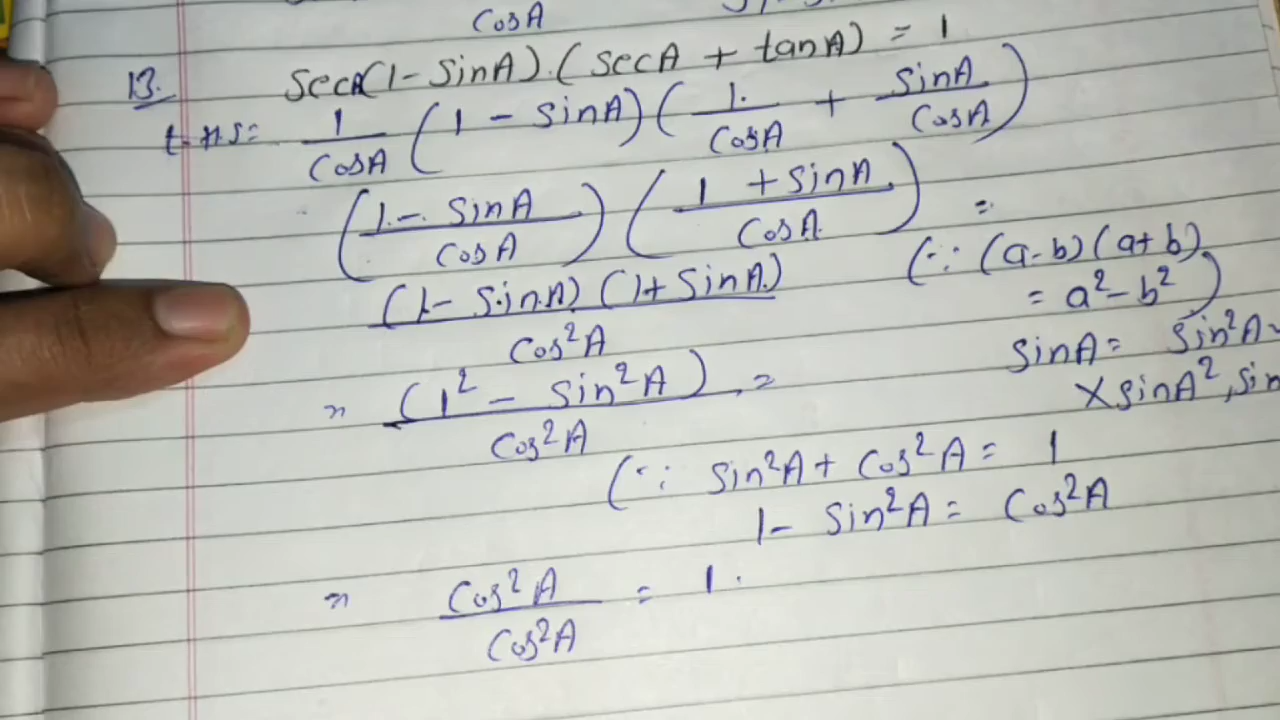 CosA
13. SecA(1-SinA).(SecA + tanA) = 1
L.H.S= 1/CosA (1 - SinA)(1/CosA + SinA/CosA)
(1 - SinA/CosA) (1 + SinA/CosA) =
(1- SinA) (1+ SinA)/Cos²A (∵ (a-b)(a+b)
= a²-b²)
= (1² - Sin²A)/Cos²A =
SinA= Sin²A=
XSinA², Sin
(∵ Sin²A+ Cos²A= 1
1- Sin²A= Cos²A
= Cos²A/Cos²A = 1.